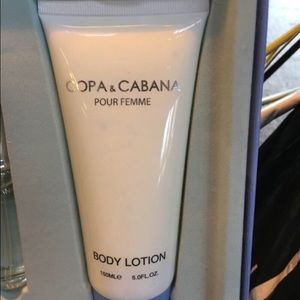 COPA & CABANA
POUR FEMME
BODY LOTION
150ML℮ 5.0FL.OZ.